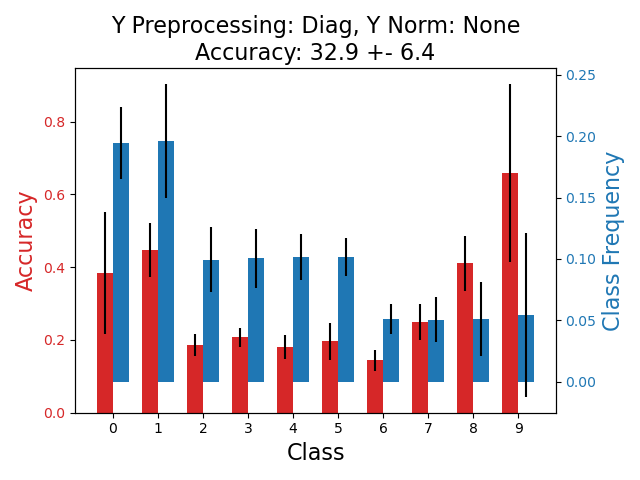 Y Preprocessing: Diag, Y Norm: None
Accuracy: 32.9 +- 6.4
Accuracy
0.8
0.6
0.4
0.2
0.0
0.25
0.20
0.15
0.10
0.05
0.00
Class Frequency
0 1 2 3 4 5 6 7 8 9
Class